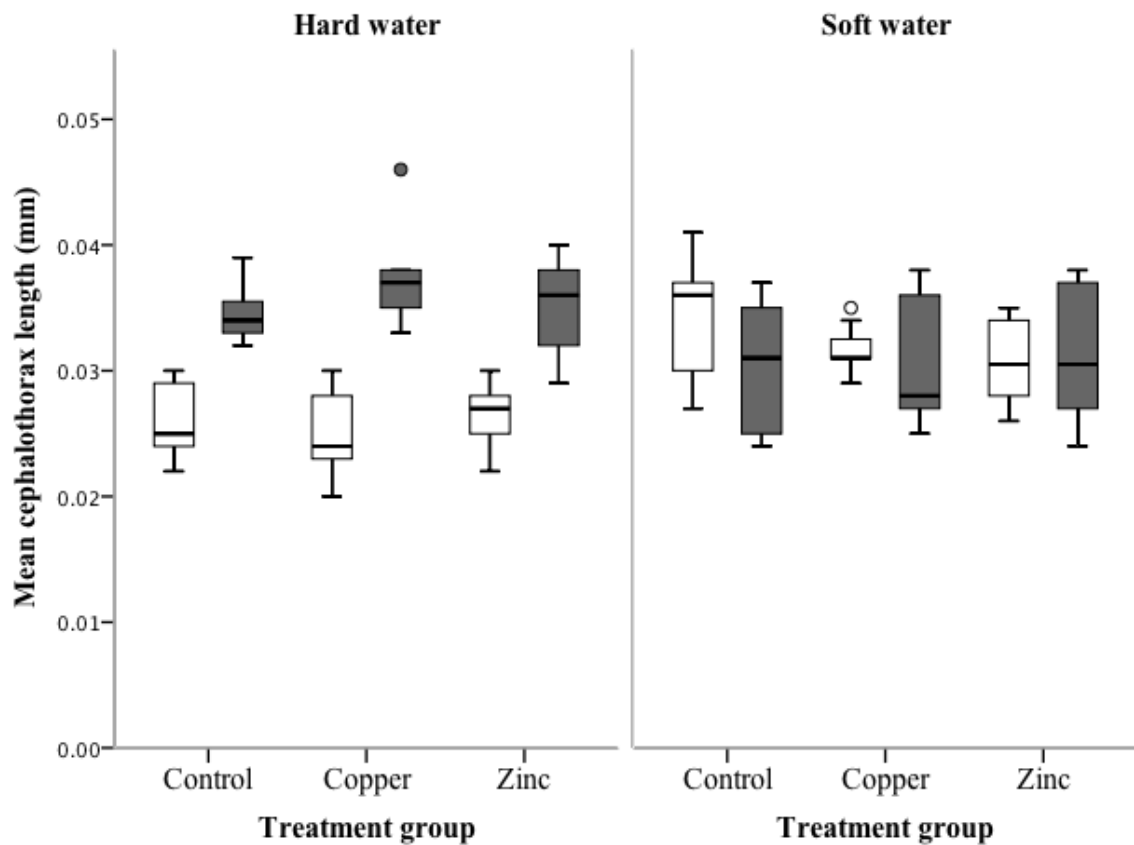 Hard water
Soft water
Mean cephalothorax length (mm)
0.05
0.04
0.03
0.02
0.01
0.00
Control Copper Zinc
Control Copper Zinc
Treatment group
Treatment group